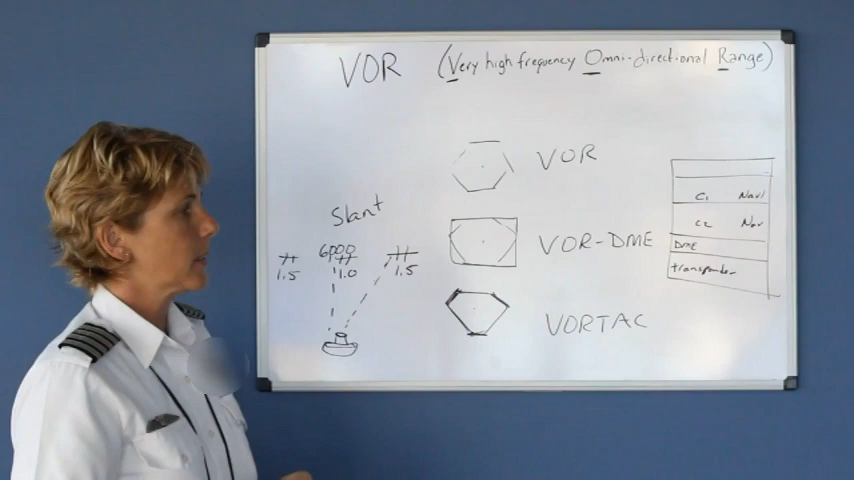 VOR (Very high frequency Omni-directional Range)
VOR
VOR-DME
VORTAC
Slant
6000
1.5 1.0 1.5
C1 Nav1
C2 Nav
DME
transponder